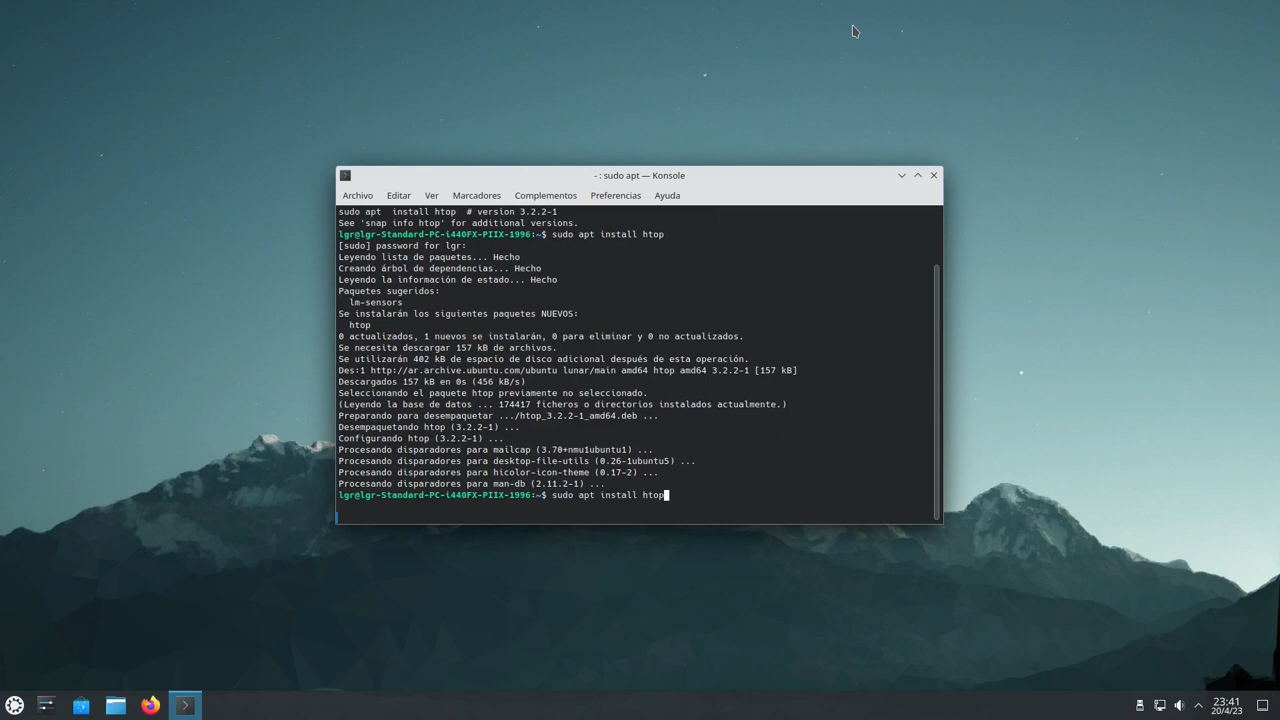 - : sudo apt — Konsole
Archivo Editar Ver Marcadores Complementos Preferencias Ayuda
sudo apt  install htop  # version 3.2.2-1
See 'snap info htop' for additional versions.
lgr@lgr-Standard-PC-i440FX-PIIX-1996:~$ sudo apt install htop
[sudo] password for lgr:
Leyendo lista de paquetes... Hecho
Creando árbol de dependencias... Hecho
Leyendo la información de estado... Hecho
Paquetes sugeridos:
  lm-sensors
Se instalarán los siguientes paquetes NUEVOS:
  htop
0 actualizados, 1 nuevos se instalarán, 0 para eliminar y 0 no actualizados.
Se necesita descargar 157 kB de archivos.
Se utilizarán 402 kB de espacio de disco adicional después de esta operación.
Des:1 http://ar.archive.ubuntu.com/ubuntu lunar/main amd64 htop amd64 3.2.2-1 [157 kB]
Descargados 157 kB en 0s (456 kB/s)
Seleccionando el paquete htop previamente no seleccionado.
(Leyendo la base de datos ... 174417 ficheros o directorios instalados actualmente.)
Preparando para desempaquetar .../htop_3.2.2-1_amd64.deb ...
Desempaquetando htop (3.2.2-1) ...
Configurando htop (3.2.2-1) ...
Procesando disparadores para mailcap (3.70+nmu1ubuntu1) ...
Procesando disparadores para desktop-file-utils (0.26-1ubuntu5) ...
Procesando disparadores para hicolor-icon-theme (0.17-2) ...
Procesando disparadores para man-db (2.11.2-1) ...
lgr@lgr-Standard-PC-i440FX-PIIX-1996:~$ sudo apt install htop
23:41
20/4/23